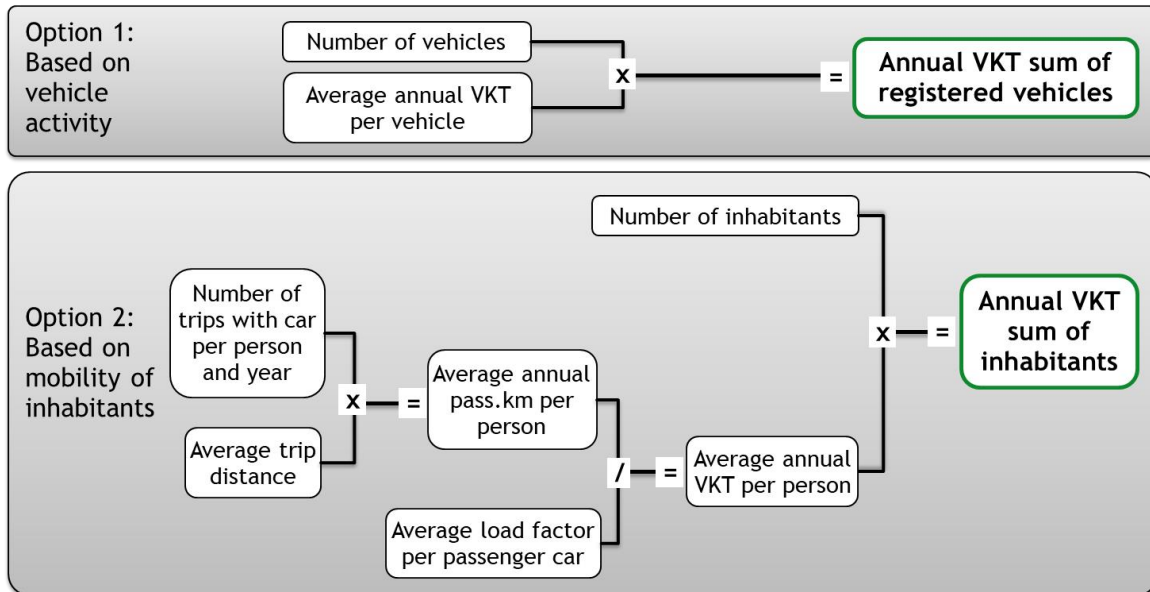 Option 1:
Based on
vehicle
activity
Number of vehicles
Average annual VKT
per vehicle
x
=
Annual VKT sum of
registered vehicles
Option 2:
Based on
mobility of
inhabitants
Number of
trips with car
per person
and year
Average trip
distance
x
=
Average annual
pass.km per
person
Average load factor
per passenger car
/
=
Average annual
VKT per person
Number of inhabitants
x
=
Annual VKT
sum of
inhabitants